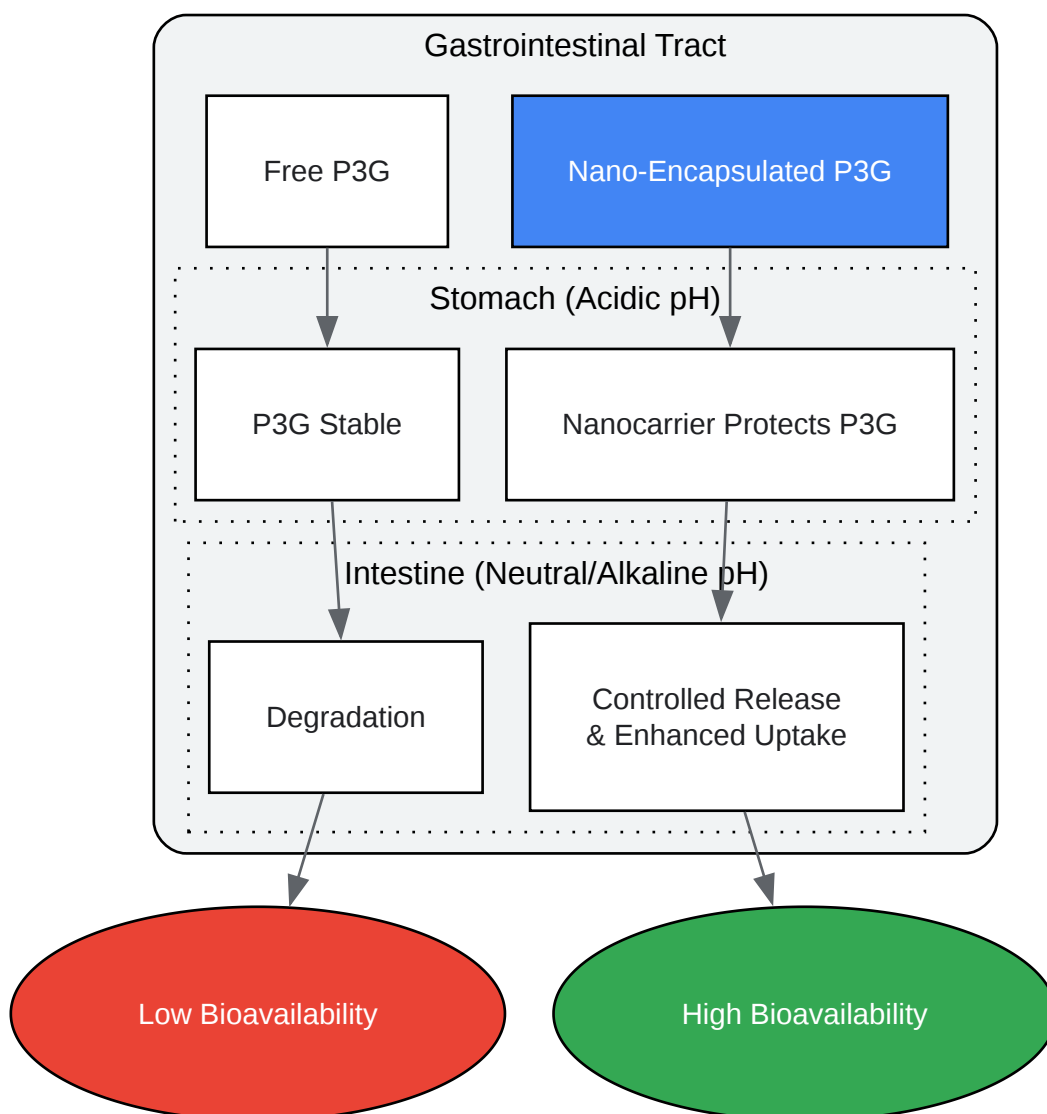 Gastrointestinal Tract
Free P3G
Nano-Encapsulated P3G
Stomach (Acidic pH)
P3G Stable
Nanocarrier Protects P3G
Intestine (Neutral/Alkaline pH)
Degradation
Controlled Release
& Enhanced Uptake
Low Bioavailability
High Bioavailability